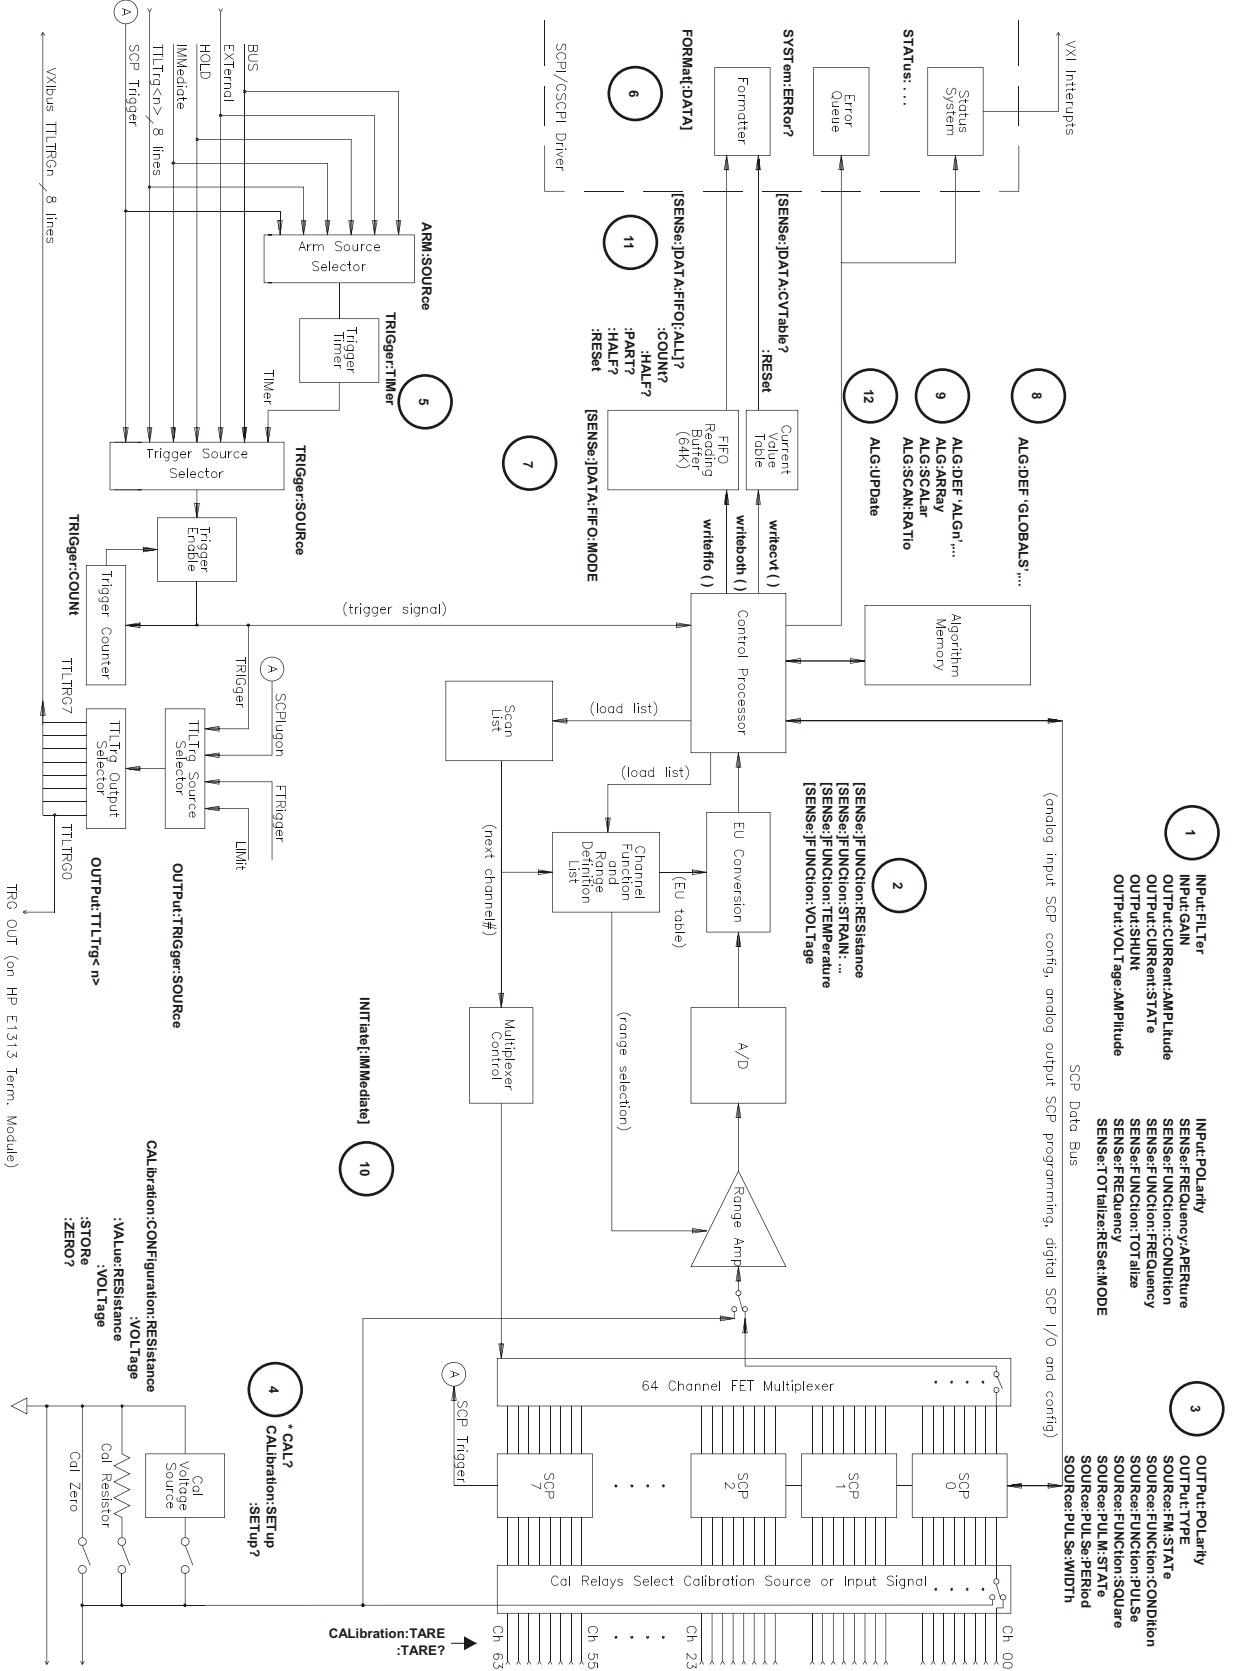 VXI Intterupts
STATus: . . .
SYSTem:ERRor?
FORMat[:DATA]
Status
System
Error
Queue
Formatter
6
SCPI/CSCPI Driver
[SENSe:]DATA:CVTable?
:RESet
[SENSe:]DATA:FIFO[:ALL]?
:COUNt?
:HALF?
:PART?
:HALF?
:RESet
11
8
ALG:DEF ‘GLOBALS’,...
9
ALG:DEF ‘ALGn’,...
ALG:ARRay
ALG:SCALar
ALG:SCAN:RATio
12
ALG:UPDate
Current
Value
Table
FIFO
Reading
Buffer
(64K)
7
[SENSe:]DATA:FIFO:MODE
writecvt ( )
writeboth ( )
writefifo ( )
Algorithm
Memory
Control Processor
(trigger signal)
(load list)
Scan
List
(load list)
(next channel#)
Channel
Function
and
Range
Definition
List
(EU table)
EU Conversion
(range selection)
2
[SENSe:]FUNCtion:RESistance
[SENSe:]FUNCtion:STRAIN: ...
[SENSe:]FUNCtion:TEMPerature
[SENSe:]FUNCtion:VOLTage
A/D
Multiplexer
Control
Range Amp
INITiate[:IMMediate]
10
1
INPut:FILTer
INPut:GAIN
OUTPut:CURRent:AMPLitude
OUTPut:CURRent:STATe
OUTPut:SHUNt
OUTPut:VOLTage:AMPlitude
INPut:POLarity
SENSe:FREQuency:APERture
SENSe:FUNCtion::CONDition
SENSe:FUNCtion:FREQuency
SENSe:FUNCtion:TOTalize
SENSe:FREQuency
SENSe:TOTtalize:RESet:MODE
3
OUTPut:POLarity
OUTPut:TYPE
SOURce:FM:STATe
SOURce:FUNCtion:CONDition
SOURce:FUNCtion:PULSe
SOURce:FUNCtion:SQUare
SOURce:PULM:STATe
SOURce:PULSe:PERiod
SOURce:PULSe:WIDTh
SCP Data Bus
(analog input SCP config, analog output SCP programming, digital SCP I/O and config)
64 Channel FET Multiplexer
SCP
0
SCP
1
SCP
2
SCP
7
A
SCP Trigger
Cal Relays Select Calibration Source or Input Signal
Ch 00
Ch 23
Ch 55
Ch 63
CALibration:TARE
:TARE?
4
* CAL?
CALibration:SETup
:SETup?
CALibration:CONFiguration:RESistance
:VOLTage
:VALue:RESistance
:VOLTage
:STORe
:ZERO?
Cal
Voltage
Source
Cal Resistor
Cal Zero
BUS
EXTernal
HOLD
IMMediate
TTLTrg<n>
8 lines
SCP Trigger
A
ARM:SOURce
Arm Source
Selector
TRIGger:TIMer
Trigger
Timer
5
TIMer
TRIGger:SOURce
Trigger Source
Selector
Trigger
Enable
TRIGger:COUNt
Trigger Counter
TRIGger
A
SCPlugon
FTRigger
LIMit
TTLTrg Source
Selector
TTLTrg Output
Selector
OUTPut:TRIGger:SOURce
OUTPut:TTLTrg< n>
TTLTRG7
TTLTRG0
VXIbus TTLTRGn
8 lines
TRG OUT (on HP E1313 Term. Module)